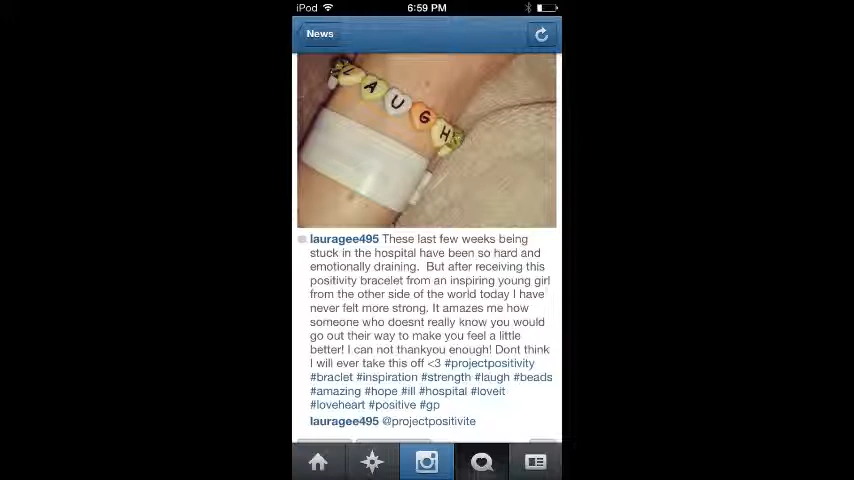 iPod 6:59 PM
News
LAUGH
lauragee495 These last few weeks being
stuck in the hospital have been so hard and
emotionally draining.  But after receiving this
positivity bracelet from an inspiring young girl
from the other side of the world today I have
never felt more strong. It amazes me how
someone who doesnt really know you would
go out their way to make you feel a little
better! I can not thankyou enough! Dont think
I will ever take this off <3 #projectpositivity
#braclet #inspiration #strength #laugh #beads
#amazing #hope #ill #hospital #loveit
#loveheart #positive #gp
lauragee495 @projectpositivite